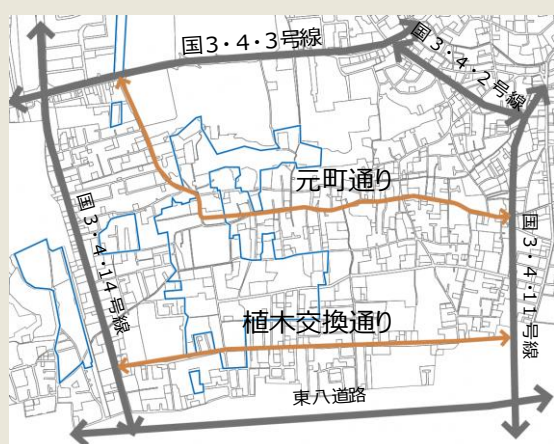 国3・4・3号線
国3・4・2号線
元町通り
国3・4・14号線
国3・4・11号線
植木交換通り
東八道路